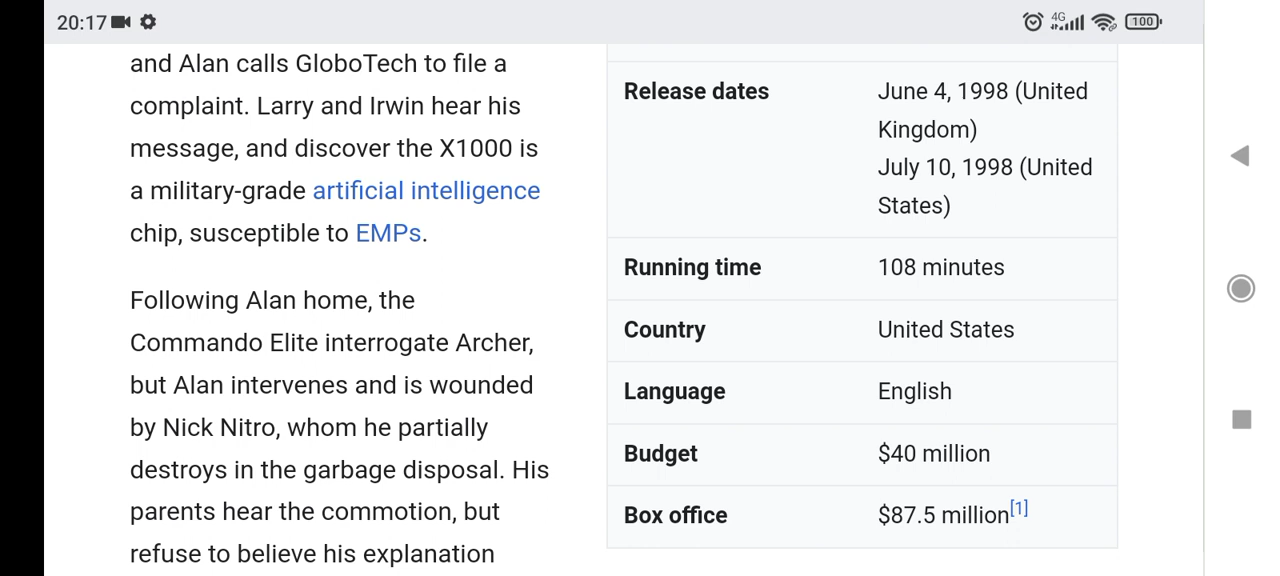 20:17
4G
100
and Alan calls GloboTech to file a
complaint. Larry and Irwin hear his
message, and discover the X1000 is
a military-grade artificial intelligence
chip, susceptible to EMPs.
Following Alan home, the
Commando Elite interrogate Archer,
but Alan intervenes and is wounded
by Nick Nitro, whom he partially
destroys in the garbage disposal. His
parents hear the commotion, but
refuse to believe his explanation
Release dates June 4, 1998 (United
Kingdom)
July 10, 1998 (United
States)
Running time 108 minutes
Country United States
Language English
Budget $40 million
Box office $87.5 million[1]